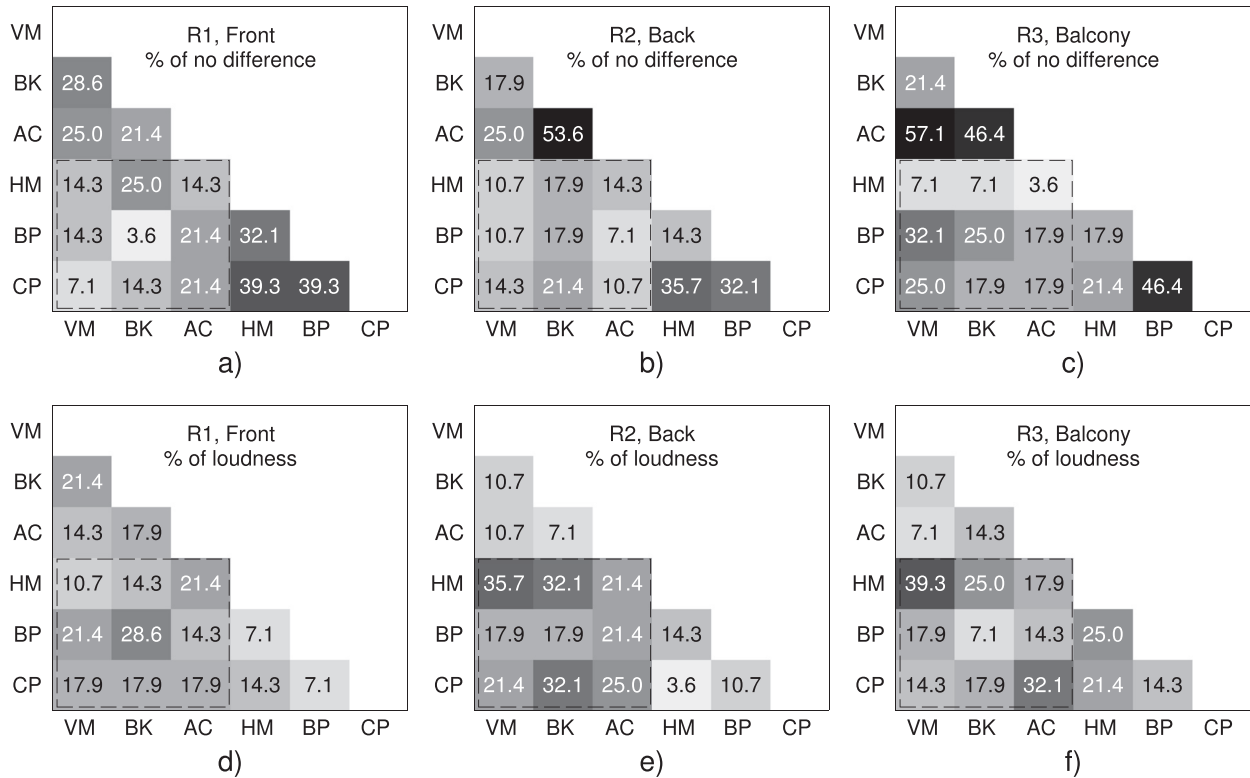 VM
R1, Front
% of no difference
BK 28.6
AC 25.0 21.4
HM 14.3 25.0 14.3
BP 14.3 3.6 21.4 32.1
CP 7.1 14.3 21.4 39.3 39.3
VM BK AC HM BP CP
a)
VM
R2, Back
% of no difference
BK 17.9
AC 25.0 53.6
HM 10.7 17.9 14.3
BP 10.7 17.9 7.1 14.3
CP 14.3 21.4 10.7 35.7 32.1
VM BK AC HM BP CP
b)
VM
R3, Balcony
% of no difference
BK 21.4
AC 57.1 46.4
HM 7.1 7.1 3.6
BP 32.1 25.0 17.9 17.9
CP 25.0 17.9 17.9 21.4 46.4
VM BK AC HM BP CP
c)
VM
R1, Front
% of loudness
BK 21.4
AC 14.3 17.9
HM 10.7 14.3 21.4
BP 21.4 28.6 14.3 7.1
CP 17.9 17.9 17.9 14.3 7.1
VM BK AC HM BP CP
d)
VM
R2, Back
% of loudness
BK 10.7
AC 10.7 7.1
HM 35.7 32.1 21.4
BP 17.9 17.9 21.4 14.3
CP 21.4 32.1 25.0 3.6 10.7
VM BK AC HM BP CP
e)
VM
R3, Balcony
% of loudness
BK 10.7
AC 7.1 14.3
HM 39.3 25.0 17.9
BP 17.9 7.1 14.3 25.0
CP 14.3 17.9 32.1 21.4 14.3
VM BK AC HM BP CP
f)